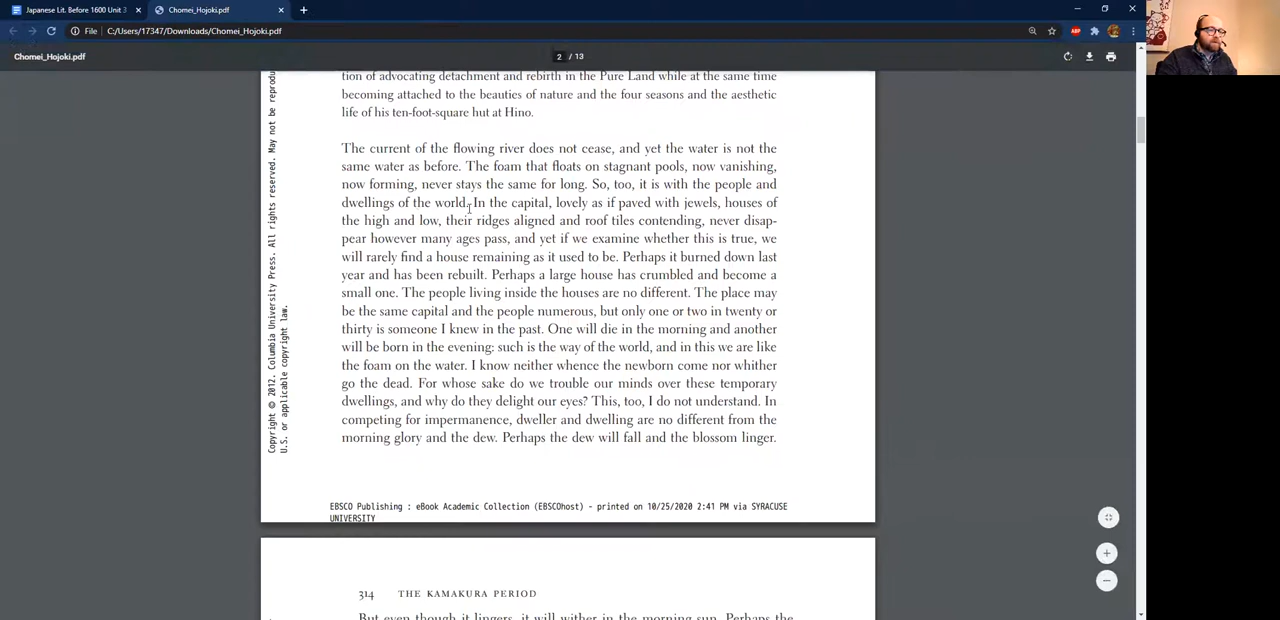 Japanese Lit. Before 1600 Unit 3
Chomei_Hojoki.pdf
File
C:/Users/17347/Downloads/Chomei_Hojoki.pdf
ABP
Chomei_Hojoki.pdf
2 / 13
tion of advocating detachment and rebirth in the Pure Land while at the same time
becoming attached to the beauties of nature and the four seasons and the aesthetic
life of his ten-foot-square hut at Hino.
The current of the flowing river does not cease, and yet the water is not the
same water as before. The foam that floats on stagnant pools, now vanishing,
now forming, never stays the same for long. So, too, it is with the people and
dwellings of the world. In the capital, lovely as if paved with jewels, houses of
the high and low, their ridges aligned and roof tiles contending, never disap-
pear however many ages pass, and yet if we examine whether this is true, we
will rarely find a house remaining as it used to be. Perhaps it burned down last
year and has been rebuilt. Perhaps a large house has crumbled and become a
small one. The people living inside the houses are no different. The place may
be the same capital and the people numerous, but only one or two in twenty or
thirty is someone I knew in the past. One will die in the morning and another
will be born in the evening: such is the way of the world, and in this we are like
the foam on the water. I know neither whence the newborn come nor whither
go the dead. For whose sake do we trouble our minds over these temporary
dwellings, and why do they delight our eyes? This, too, I do not understand. In
competing for impermanence, dweller and dwelling are no different from the
morning glory and the dew. Perhaps the dew will fall and the blossom linger.
Copyright © 2012. Columbia University Press. All rights reserved. May not be reprodu
U.S. or applicable copyright law.
EBSCO Publishing : eBook Academic Collection (EBSCOhost) - printed on 10/25/2020 2:41 PM via SYRACUSE
UNIVERSITY
314 THE KAMAKURA PERIOD
But even though it lingers, it will wither in the morning sun. Perhaps the